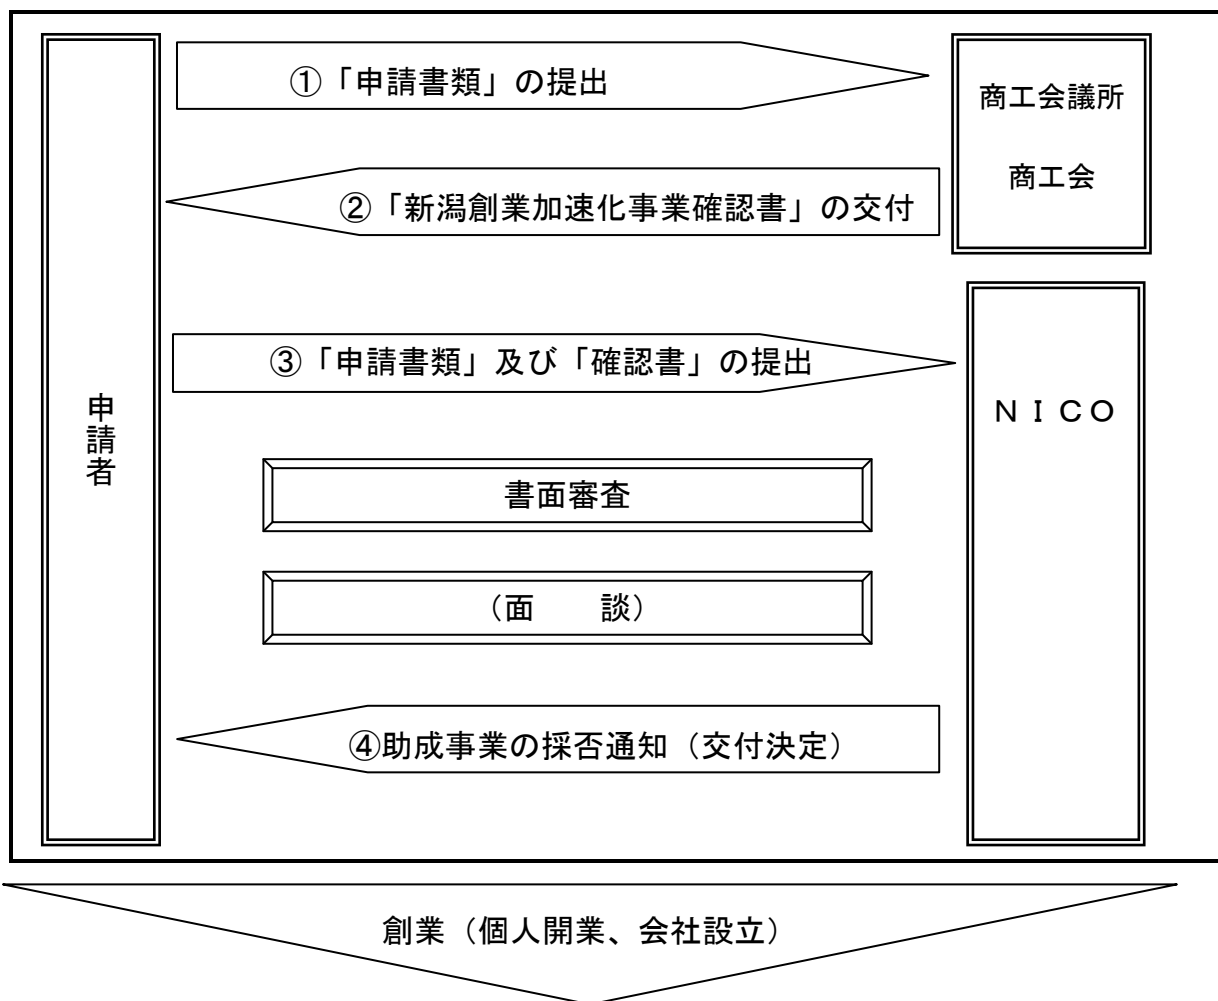 ①「申請書類」の提出
商工会議所
商工会
②「新潟創業加速化事業確認書」の交付
③「申請書類」及び「確認書」の提出
申請者
ＮＩＣＯ
書面審査
（面　　談）
④助成事業の採否通知（交付決定）
創業（個人開業、会社設立）